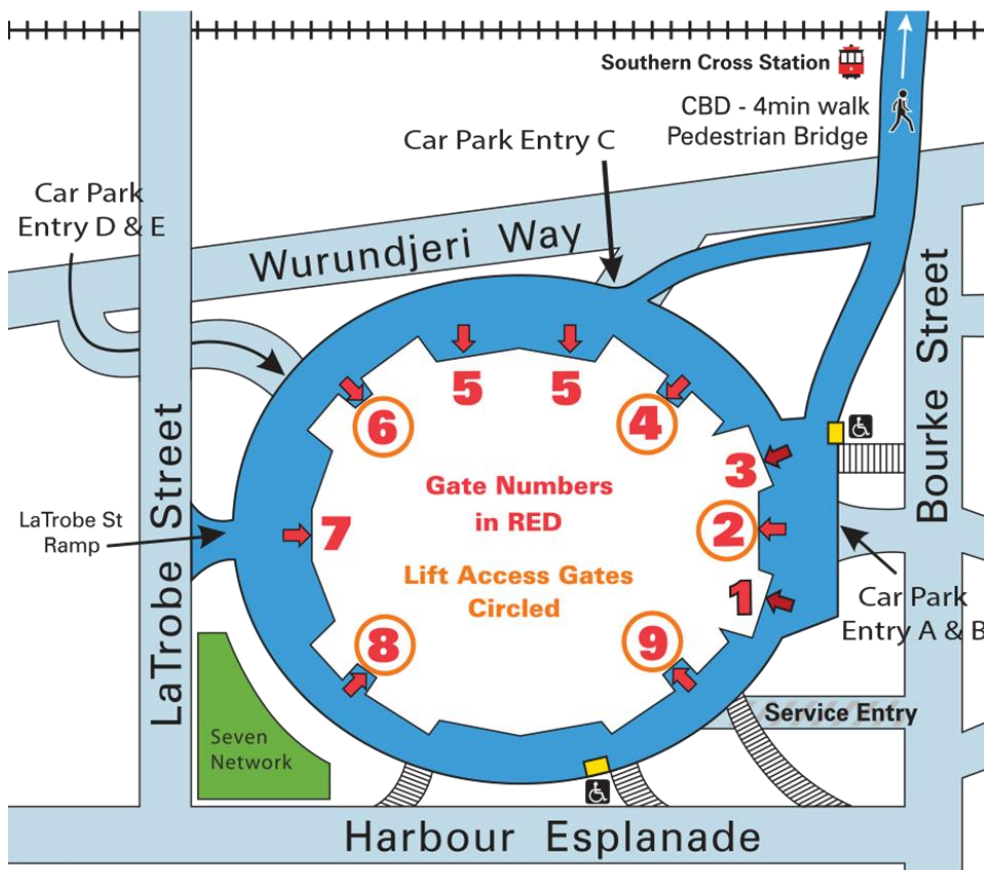 Southern Cross Station
CBD - 4min walk
Pedestrian Bridge
Car Park Entry C
Car Park
Entry D & E
Wurundjeri Way
Bourke Street
LaTrobe Street
5
5
6
4
3
Gate Numbers
in RED
7
2
LaTrobe St
Ramp
Lift Access Gates
Circled
1
Car Park
Entry A & B
8
9
Service Entry
Seven
Network
Harbour Esplanade